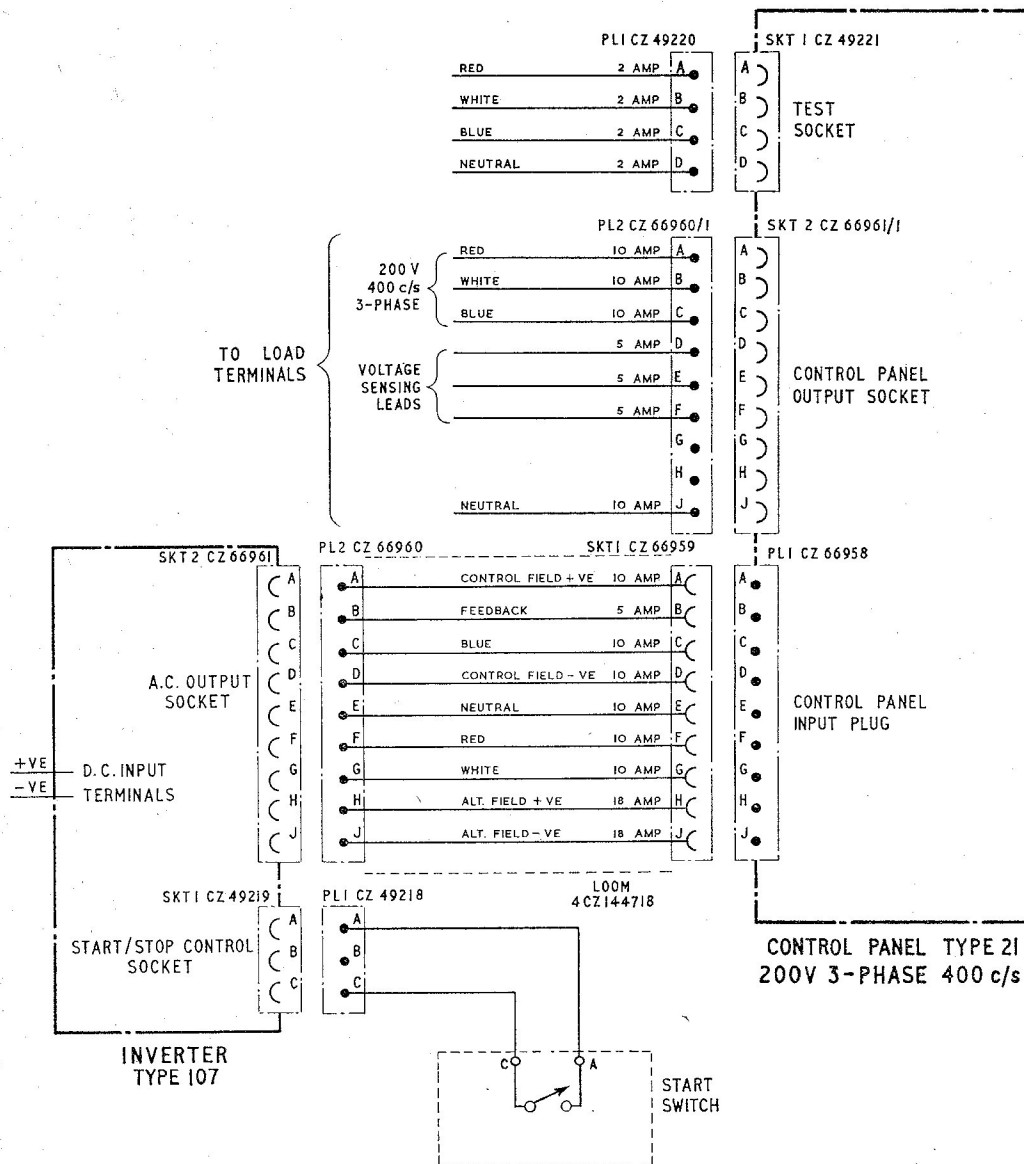 PL1 CZ 49220
SKT 1 CZ 49221
RED 2 AMP A A
WHITE 2 AMP B B
BLUE 2 AMP C C
NEUTRAL 2 AMP D D
TEST
SOCKET
PL2 CZ 66960/1
SKT 2 CZ 66961/1
TO LOAD
TERMINALS
200 V
400 c/s
3-PHASE
RED 10 AMP A A
WHITE 10 AMP B B
BLUE 10 AMP C C
VOLTAGE
SENSING
LEADS
5 AMP D D
5 AMP E E
5 AMP F F
G G
H H
NEUTRAL 10 AMP J J
CONTROL PANEL
OUTPUT SOCKET
SKT 2 CZ 66961
PL2 CZ 66960
SKT1 CZ 66959
PL1 CZ 66958
A A CONTROL FIELD + VE 10 AMP A A
B B FEEDBACK 5 AMP B B
C C BLUE 10 AMP C C
D D CONTROL FIELD - VE 10 AMP D D
E E NEUTRAL 10 AMP E E
F F RED 10 AMP F F
G G WHITE 10 AMP G G
H H ALT. FIELD + VE 18 AMP H H
J J ALT. FIELD - VE 18 AMP J J
A.C. OUTPUT
SOCKET
CONTROL PANEL
INPUT PLUG
+VE
-VE
D.C. INPUT
TERMINALS
LOOM
4CZ144718
SKT1 CZ 49219
PL1 CZ 49218
A A
B B
C C
START/STOP CONTROL
SOCKET
INVERTER
TYPE 107
CONTROL PANEL TYPE 21
200V 3-PHASE 400 c/s
C A
START
SWITCH